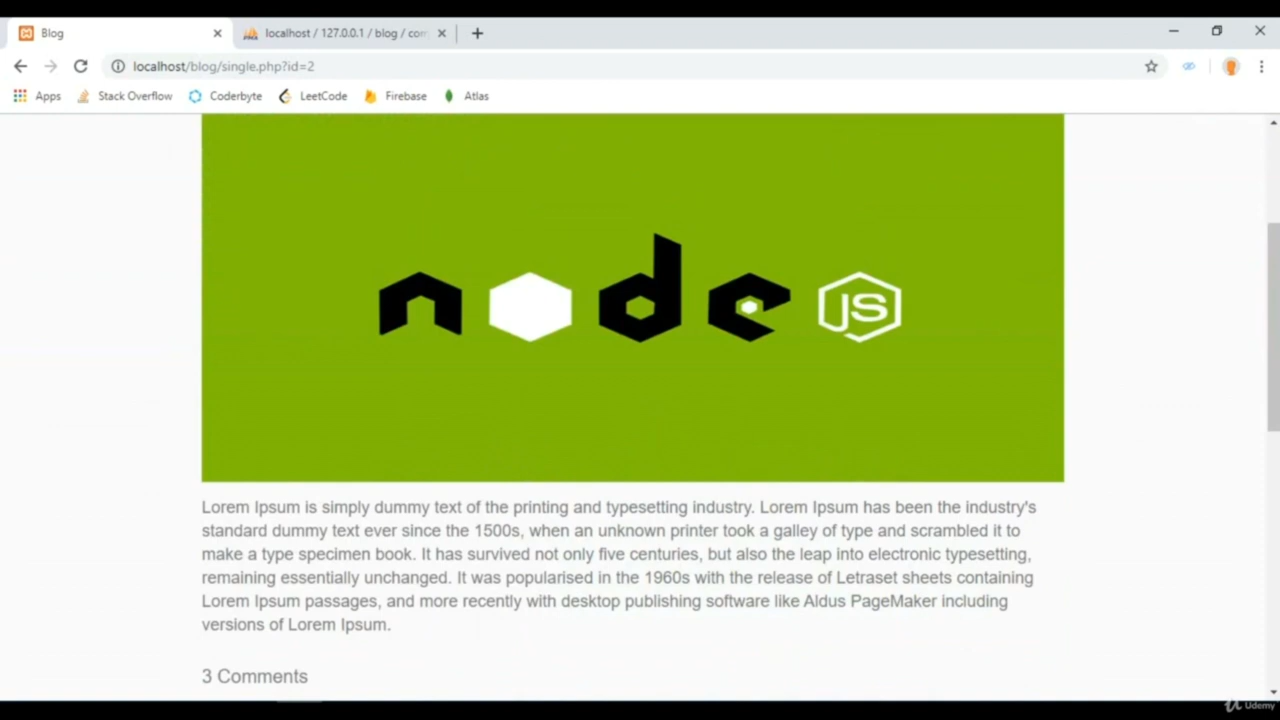 Blog
localhost / 127.0.0.1 / blog / com
localhost/blog/single.php?id=2
Apps
Stack Overflow
Coderbyte
LeetCode
Firebase
Atlas
node JS
Lorem Ipsum is simply dummy text of the printing and typesetting industry. Lorem Ipsum has been the industry's
standard dummy text ever since the 1500s, when an unknown printer took a galley of type and scrambled it to
make a type specimen book. It has survived not only five centuries, but also the leap into electronic typesetting,
remaining essentially unchanged. It was popularised in the 1960s with the release of Letraset sheets containing
Lorem Ipsum passages, and more recently with desktop publishing software like Aldus PageMaker including
versions of Lorem Ipsum.
3 Comments
Udemy